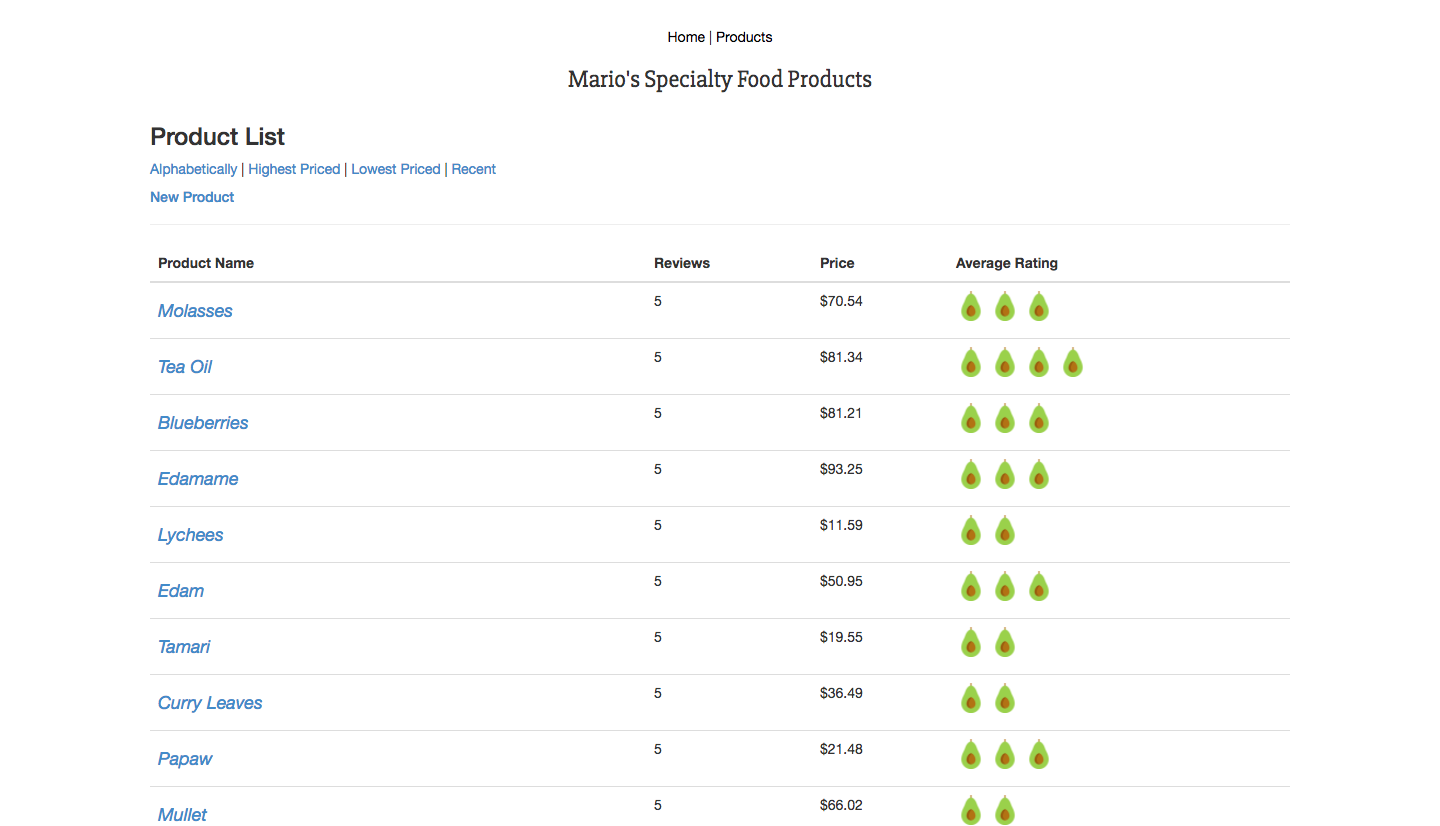 Home | Products
Mario's Specialty Food Products
Product List
Alphabetically | Highest Priced | Lowest Priced | Recent
New Product
Product Name Reviews Price Average Rating
Molasses 5 $70.54
Tea Oil 5 $81.34
Blueberries 5 $81.21
Edamame 5 $93.25
Lychees 5 $11.59
Edam 5 $50.95
Tamari 5 $19.55
Curry Leaves 5 $36.49
Papaw 5 $21.48
Mullet 5 $66.02